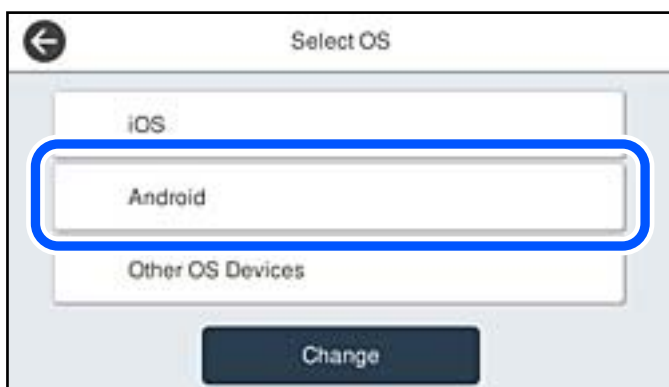 Select OS
iOS
Android
Other OS Devices
Change